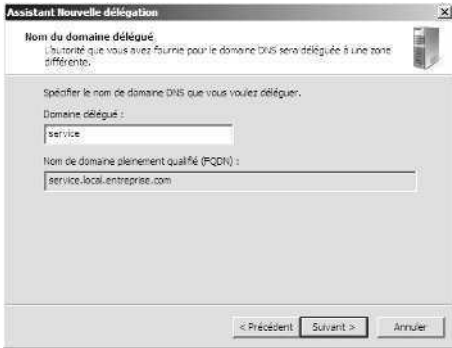 Assistant Nouvelle délégation
Nom du domaine délégué
L'autorité que vous avez fournie pour le domaine DNS sera déléguée à une zone
différente.
Spécifier le nom de domaine DNS que vous voulez déléguer.
Domaine délégué :
service
Nom de domaine pleinement qualifié (FQDN) :
service.local.entreprise.com
< Précédent
Suivant >
Annuler